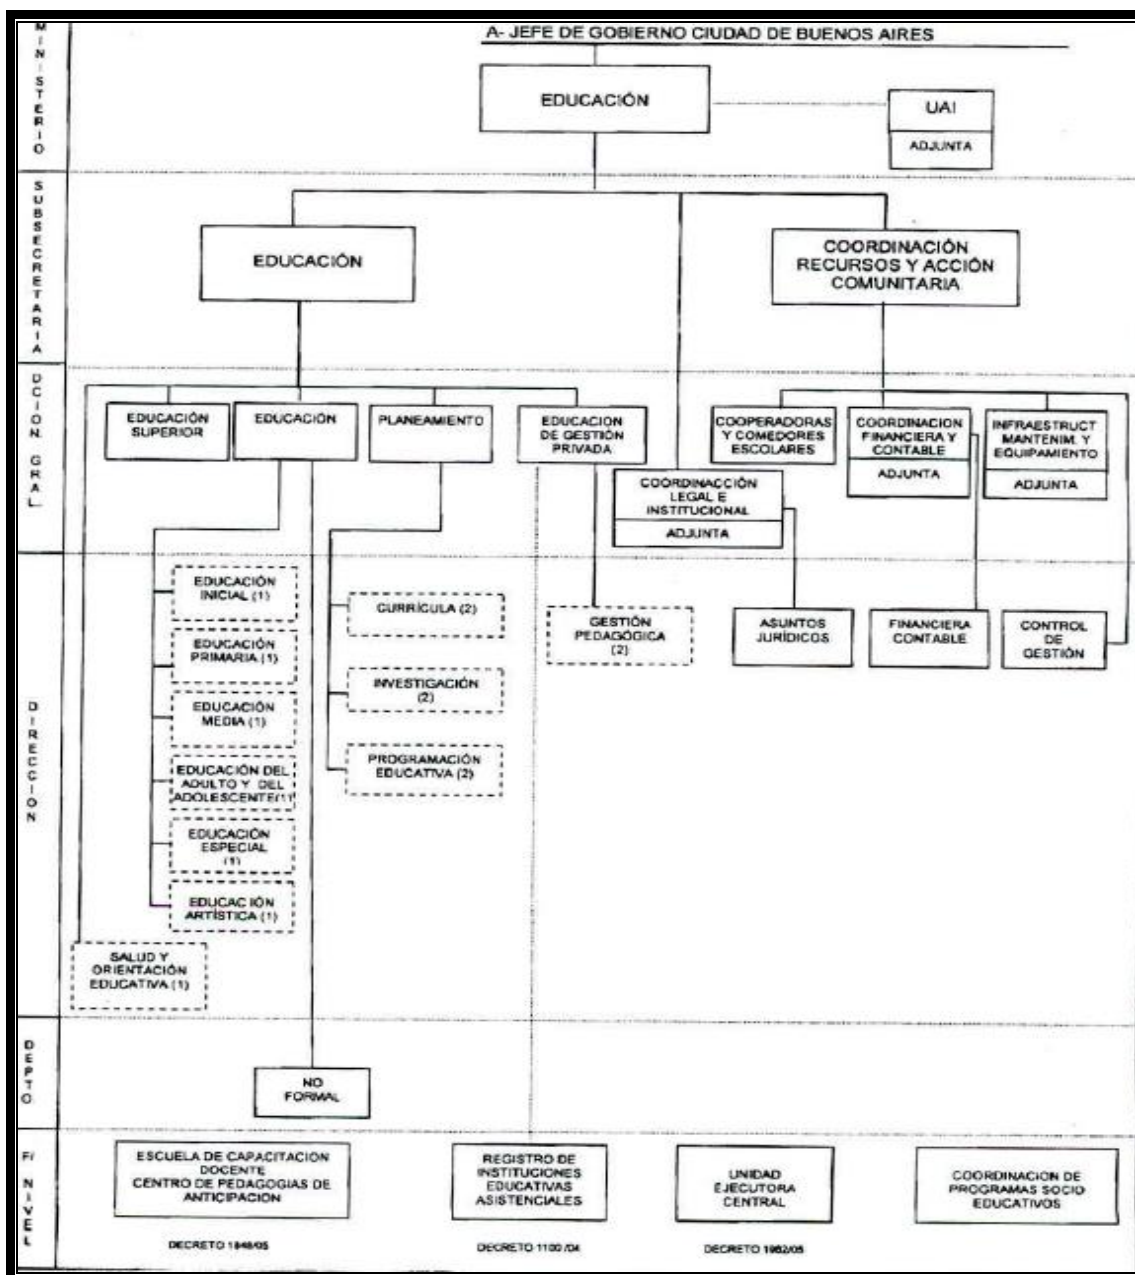 A- JEFE DE GOBIERNO CIUDAD DE BUENOS AIRES
MINISTERIO
EDUCACIÓN
UAI
ADJUNTA
SUBSECRETARIA
EDUCACIÓN
COORDINACIÓN
RECURSOS Y ACCIÓN
COMUNITARIA
DCION. GRAL.
EDUCACIÓN
SUPERIOR
EDUCACIÓN
PLANEAMIENTO
EDUCACION
DE GESTIÓN
PRIVADA
COOPERADORAS
Y COMEDORES
ESCOLARES
COORDINACION
FINANCIERA Y
CONTABLE
ADJUNTA
INFRAESTRUCT
MANTENIM. Y
EQUIPAMIENTO
ADJUNTA
COORDINACCIÓN
LEGAL E
INSTITUCIONAL
ADJUNTA
DIRECCION
EDUCACIÓN
INICIAL (1)
EDUCACIÓN
PRIMARIA (1)
EDUCACIÓN
MEDIA (1)
EDUCACIÓN DEL
ADULTO Y DEL
ADOLESCENTE(1)
EDUCACIÓN
ESPECIAL
(1)
EDUCACIÓN
ARTÍSTICA (1)
SALUD Y
ORIENTACIÓN
EDUCATIVA (1)
CURRÍCULA (2)
INVESTIGACIÓN
(2)
PROGRAMACIÓN
EDUCATIVA (2)
GESTIÓN
PEDAGÓGICA
(2)
ASUNTOS
JURÍDICOS
FINANCIERA
CONTABLE
CONTROL
DE
GESTIÓN
DEPTO.
NO
FORMAL
F/ NIVEL
ESCUELA DE CAPACITACION
DOCENTE
CENTRO DE PEDAGOGIAS DE
ANTICIPACION
DECRETO 1848/05
REGISTRO DE
INSTITUCIONES
EDUCATIVAS
ASISTENCIALES
DECRETO 1100 /04
UNIDAD
EJECUTORA
CENTRAL
DECRETO 1982/05
COORDINACION DE
PROGRAMAS SOCIO
EDUCATIVOS